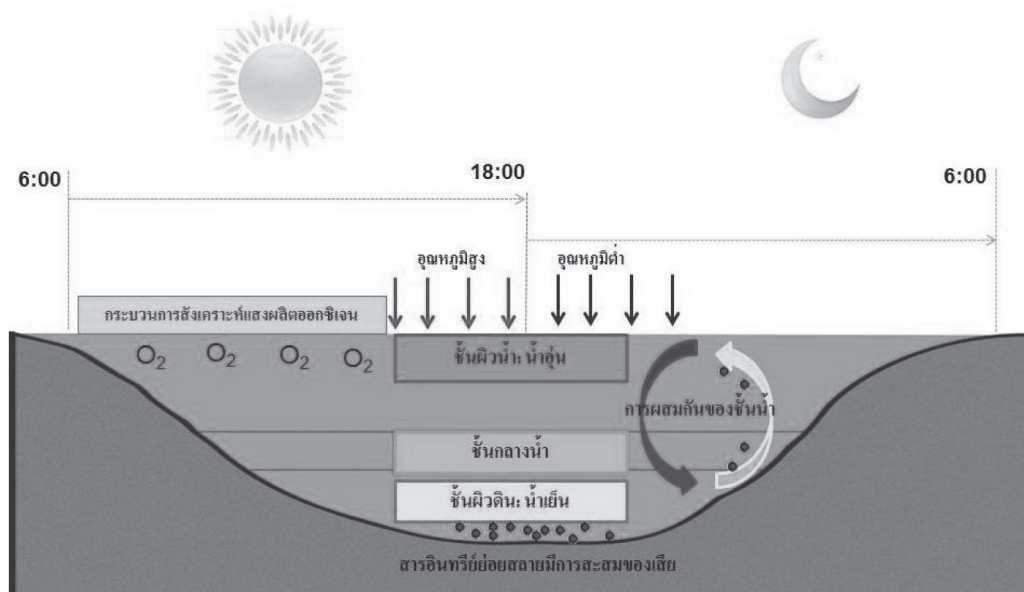 6:00
18:00
6:00
อุณหภูมิสูง
อุณหภูมิต่ำ
กระบวนการสังเคราะห์แสงผลิตออกซิเจน
O2 O2 O2 O2
ชั้นผิวน้ำ: น้ำอุ่น
การผสมกันของชั้นน้ำ
ชั้นกลางน้ำ
ชั้นผิวดิน: น้ำเย็น
สารอินทรีย์ย่อยสลายมีการสะสมของเสีย